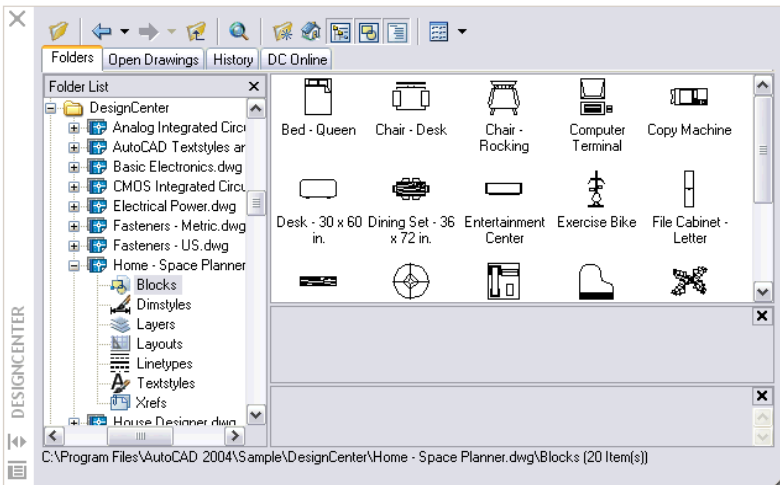 Folders Open Drawings History DC Online
Folder List
DesignCenter
Analog Integrated Circu
AutoCAD Textstyles ar
Basic Electronics.dwg
CMOS Integrated Circu
Electrical Power.dwg
Fasteners - Metric.dwg
Fasteners - US.dwg
Home - Space Planner
Blocks
Dimstyles
Layers
Layouts
Linetypes
Textstyles
Xrefs
House Designer.dwg
Bed - Queen
Chair - Desk
Chair -
Rocking
Computer
Terminal
Copy Machine
Desk - 30 x 60
in.
Dining Set - 36
x 72 in.
Entertainment
Center
Exercise Bike
File Cabinet -
Letter
DESIGNCENTER
C:\Program Files\AutoCAD 2004\Sample\DesignCenter\Home - Space Planner.dwg\Blocks (20 Item(s))